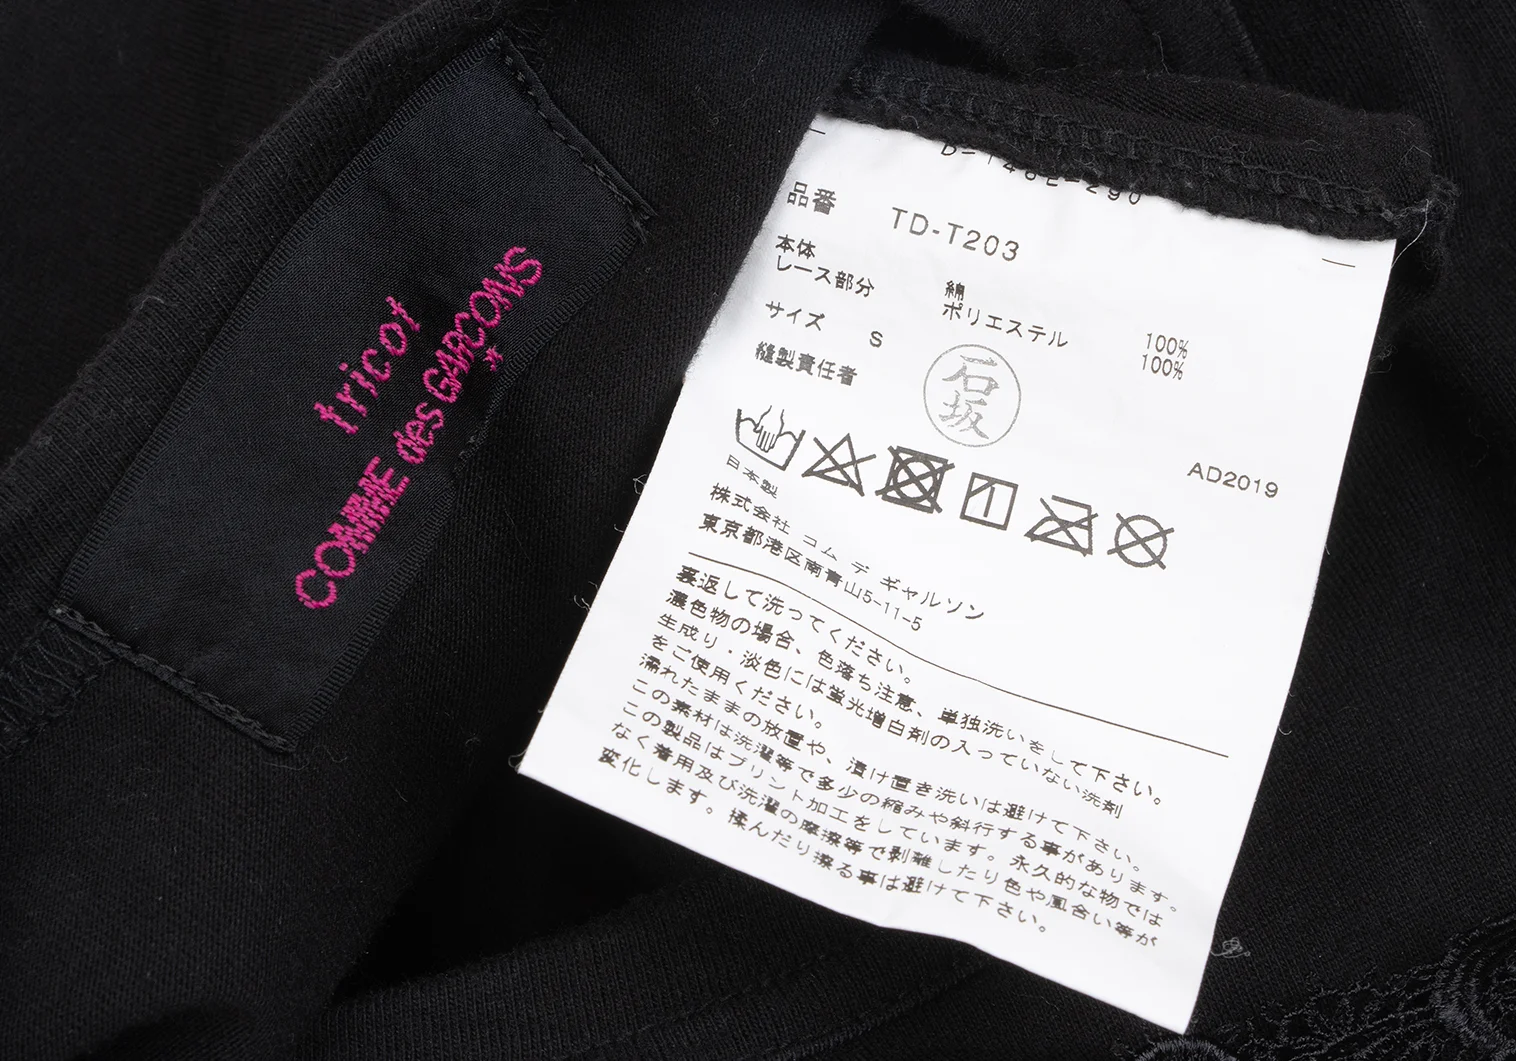 tricot
COMME des GARCONS
品番 TD-T203
本体 綿 100%
レース部分 ポリエステル 100%
サイズ S
縫製責任者 石坂
AD2019
日本製
株式会社 コム デ ギャルソン
東京都港区南青山5-11-5
裏返して洗ってください。
濃色物の場合、色落ち注意、単独洗いをして下さい。
生成り・淡色には蛍光増白剤の入っていない洗剤
をご使用ください。
濡れたままの放置や、漬け置き洗いは避けて下さい。
この素材は洗濯等で多少の縮みや斜行する事があります。
この製品はプリント加工をしています。永久的な物では
なく着用及び洗濯の摩擦等で剥離したり色や風合い等が
変化します。揉んだり擦る事は避けて下さい。